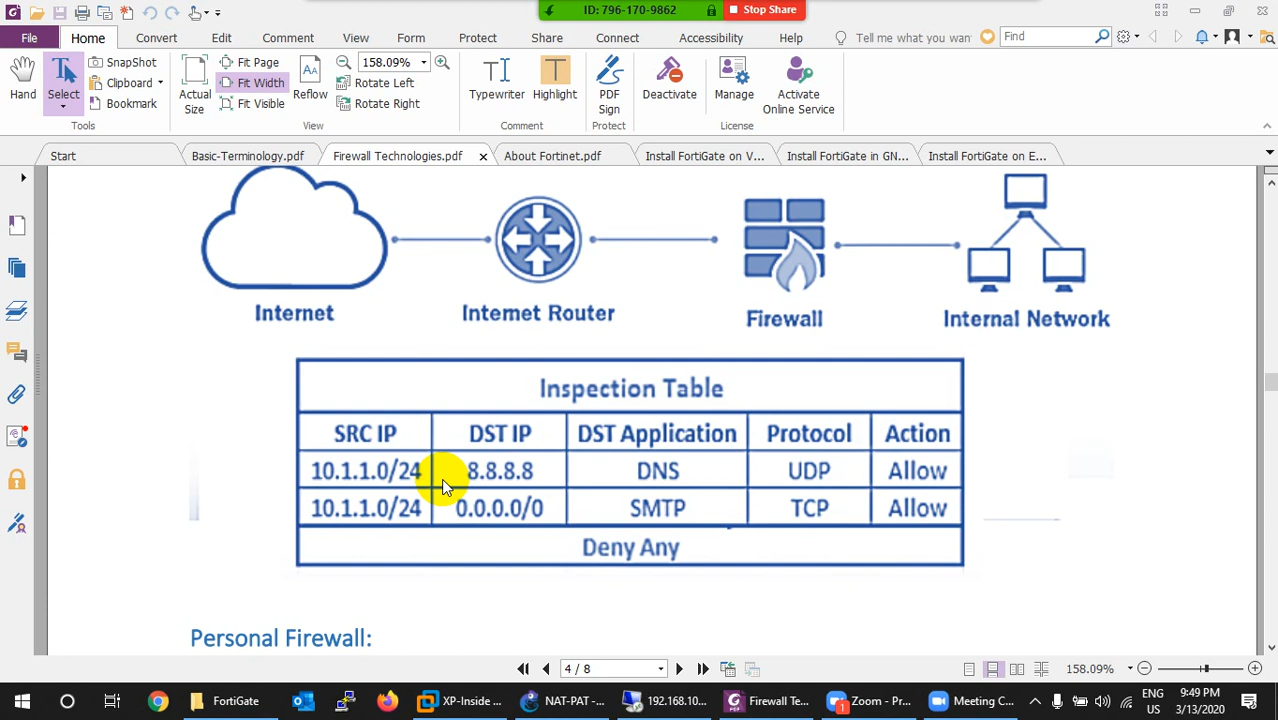 ID: 796-170-9862 Stop Share
File Home Convert Edit Comment View Form Protect Share Connect Accessibility Help Tell me what you want Find
Hand
Select
SnapShot
Clipboard
Bookmark
Tools
Actual Size
Fit Page
Fit Width
Fit Visible
Reflow
158.09%
Rotate Left
Rotate Right
View
Typewriter
Highlight
Comment
PDF Sign
Protect
Deactivate
Manage
Activate Online Service
License
Start Basic-Terminology.pdf Firewall Technologies.pdf About Fortinet.pdf Install FortiGate on V... Install FortiGate in GN... Install FortiGate on E...
Internet Internet Router Firewall Internal Network
Inspection Table
SRC IP DST IP DST Application Protocol Action
10.1.1.0/24 8.8.8.8 DNS UDP Allow
10.1.1.0/24 0.0.0.0/0 SMTP TCP Allow
Deny Any
Personal Firewall:
4 / 8 158.09%
FortiGate XP-Inside ... NAT-PAT -... 192.168.10... Firewall Te... Zoom - Pr... Meeting C...
ENG
US
9:49 PM
3/13/2020